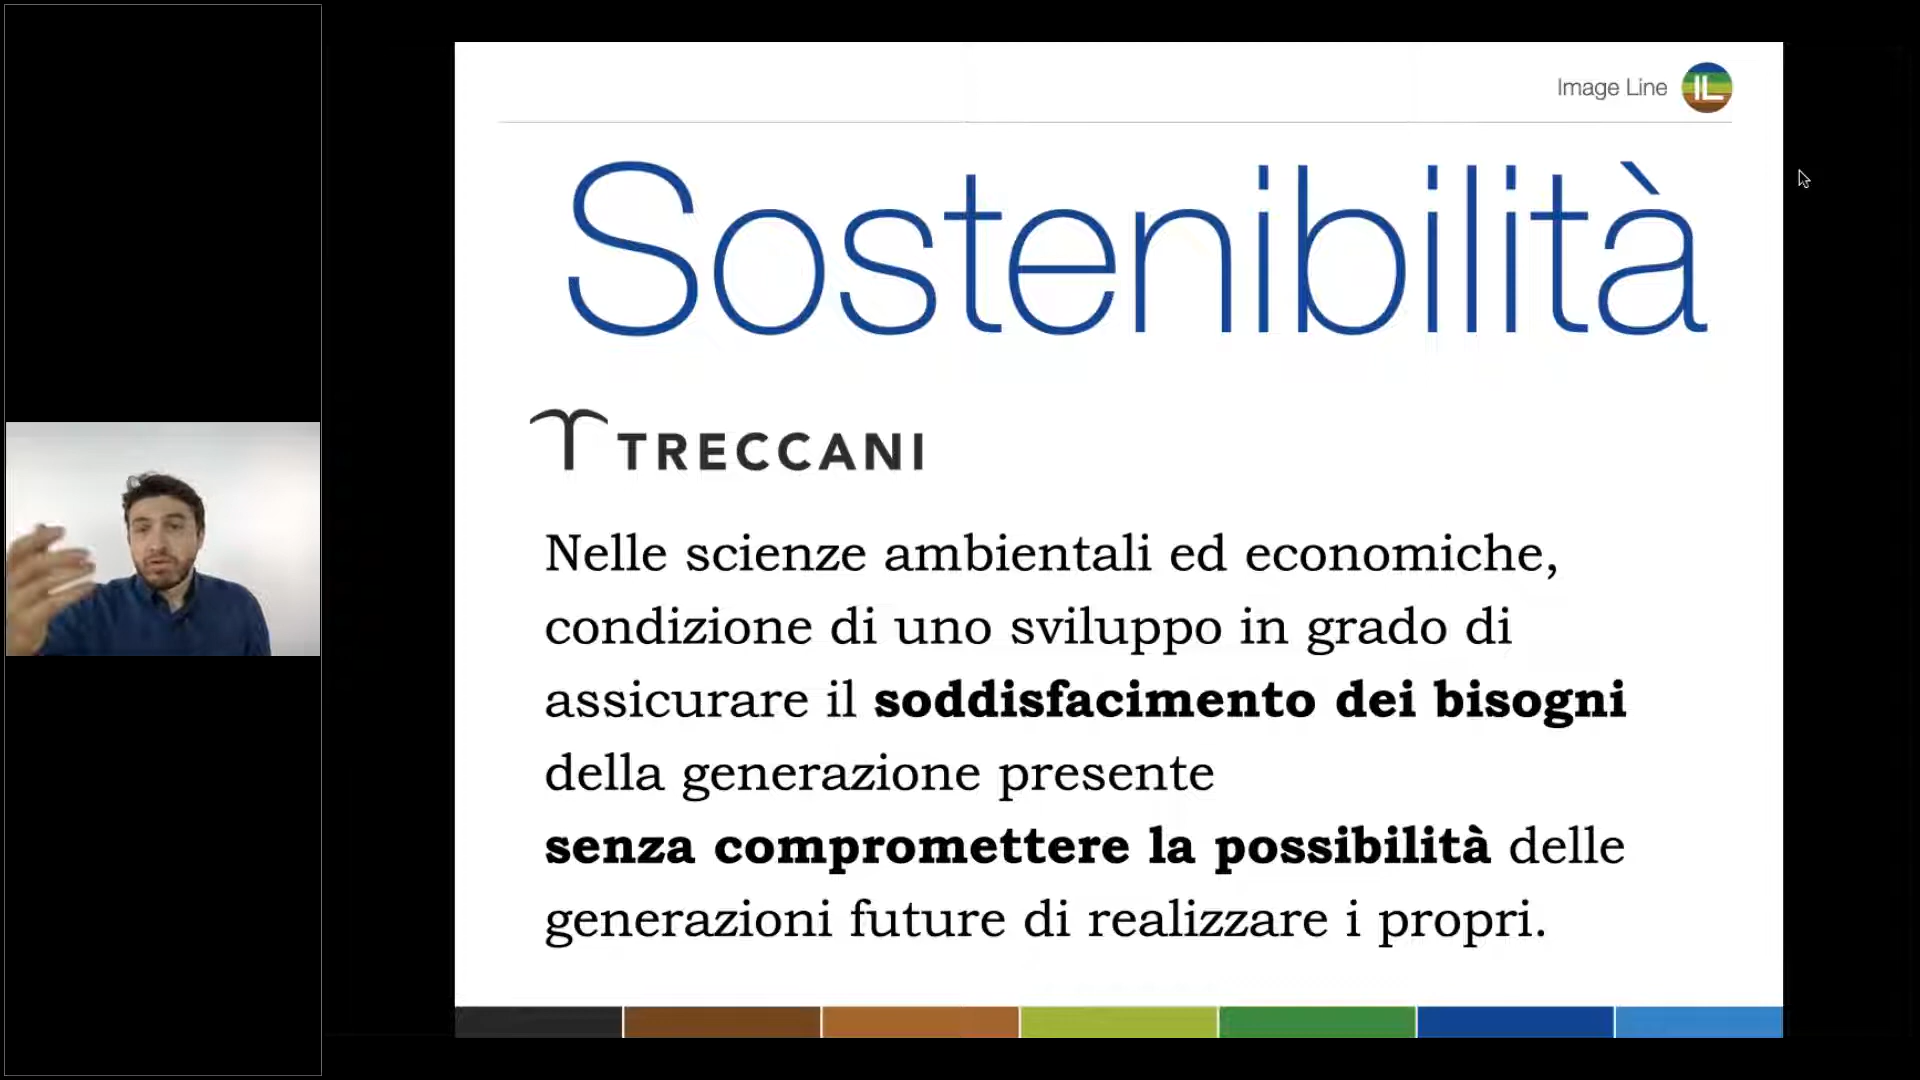 Image Line IL
Sostenibilità
TRECCANI
Nelle scienze ambientali ed economiche,
condizione di uno sviluppo in grado di
assicurare il soddisfacimento dei bisogni
della generazione presente
senza compromettere la possibilità delle
generazioni future di realizzare i propri.